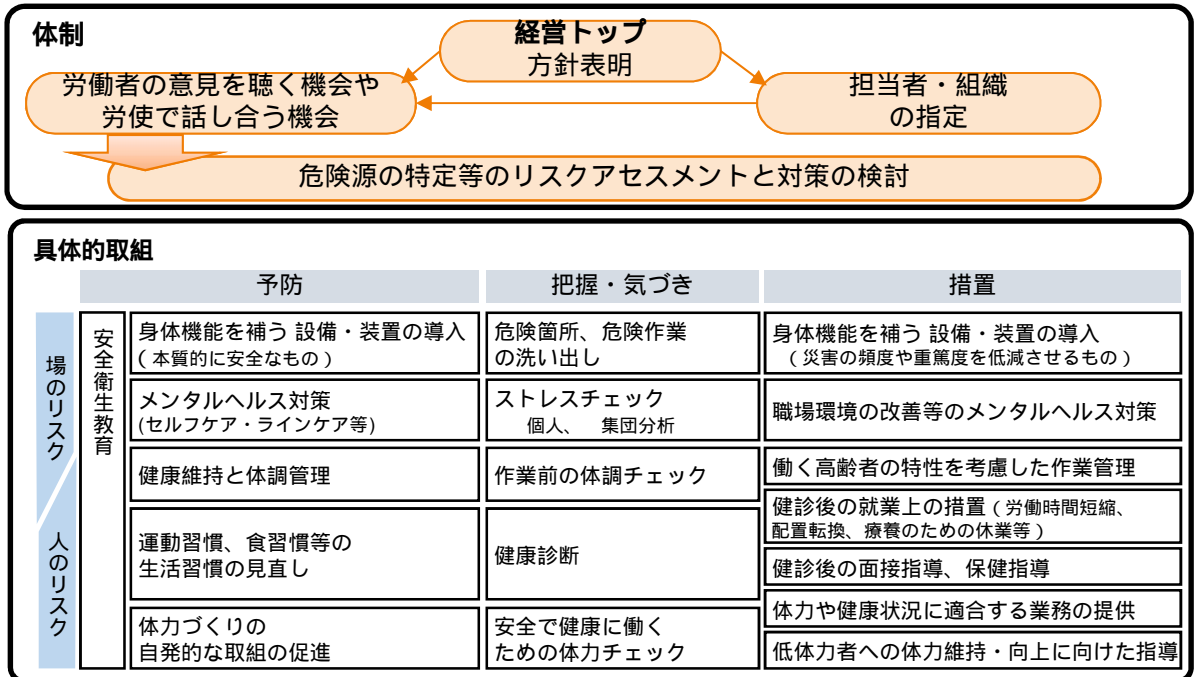 体制
経営トップ
方針表明
労働者の意見を聴く機会や
労使で話し合う機会
担当者・組織
の指定
危険源の特定等のリスクアセスメントと対策の検討
具体的取組
予防
把握・気づき
措置
場のリスク
人のリスク
安全衛生教育
身体機能を補う 設備・装置の導入
(本質的に安全なもの)
危険箇所、危険作業
の洗い出し
身体機能を補う 設備・装置の導入
(災害の頻度や重篤度を低減させるもの)
メンタルヘルス対策
(セルフケア・ラインケア等)
ストレスチェック
個人、 集団分析
職場環境の改善等のメンタルヘルス対策
健康維持と体調管理
作業前の体調チェック
働く高齢者の特性を考慮した作業管理
運動習慣、食習慣等の
生活習慣の見直し
健康診断
健診後の就業上の措置(労働時間短縮、
配置転換、療養のための休業等)
健診後の面接指導、保健指導
体力づくりの
自発的な取組の促進
安全で健康に働く
ための体力チェック
体力や健康状況に適合する業務の提供
低体力者への体力維持・向上に向けた指導